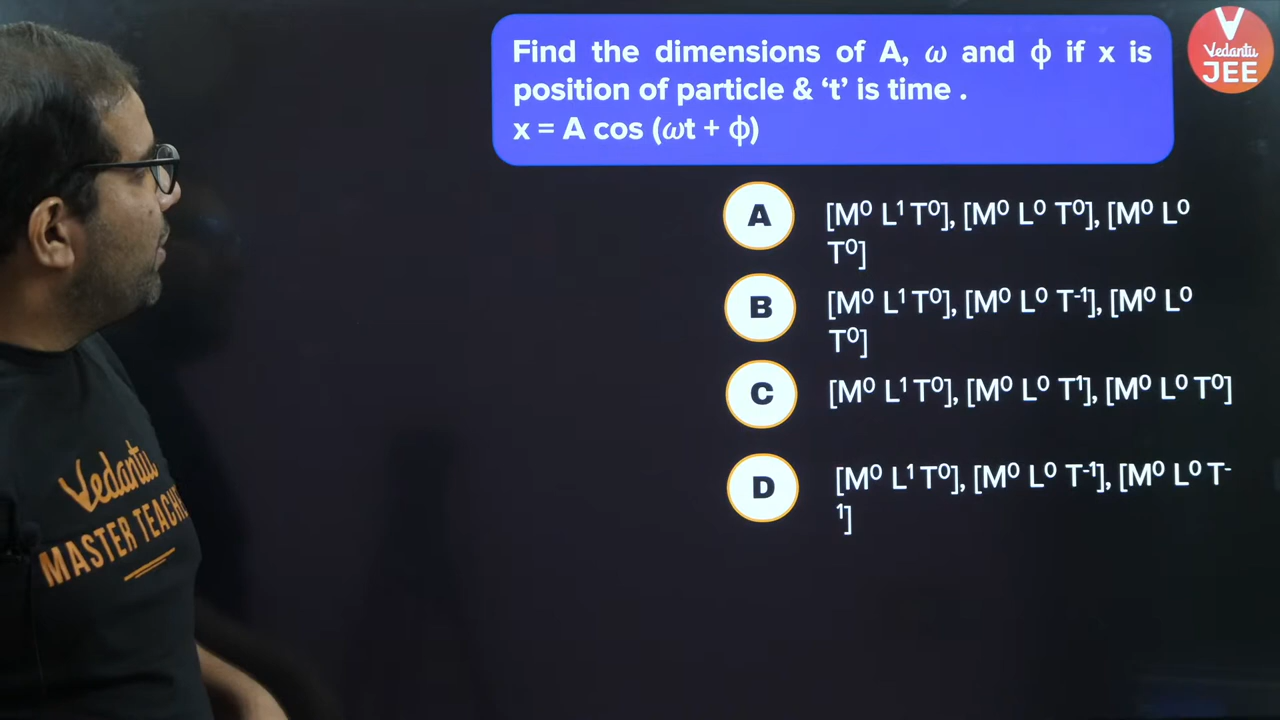 Find the dimensions of A, ω and ϕ if x is
position of particle & ‘t’ is time .
x = A cos (ωt + ϕ)
Vedantu
JEE
A
[M⁰ L¹ T⁰], [M⁰ L⁰ T⁰], [M⁰ L⁰
T⁰]
B
[M⁰ L¹ T⁰], [M⁰ L⁰ T⁻¹], [M⁰ L⁰
T⁰]
C
[M⁰ L¹ T⁰], [M⁰ L⁰ T¹], [M⁰ L⁰ T⁰]
D
[M⁰ L¹ T⁰], [M⁰ L⁰ T⁻¹], [M⁰ L⁰ T⁻
¹]
Vedantu
MASTER TEACHE